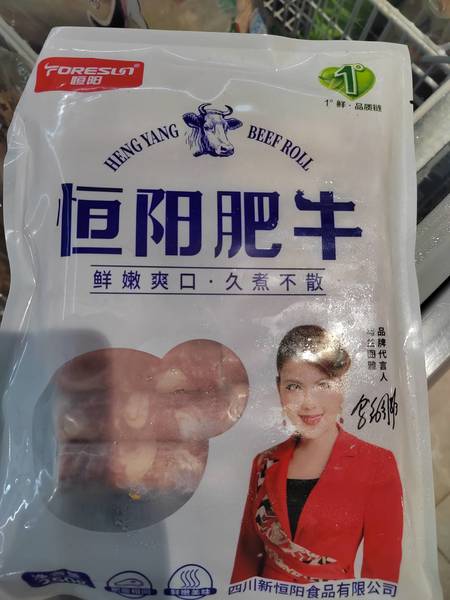 FORESUN
恒阳
1°
1°鲜·品质链
HENG YANG BEEF ROLL
恒阳肥牛
鲜嫩爽口·久煮不散
品牌代言人
四川新恒阳食品有限公司